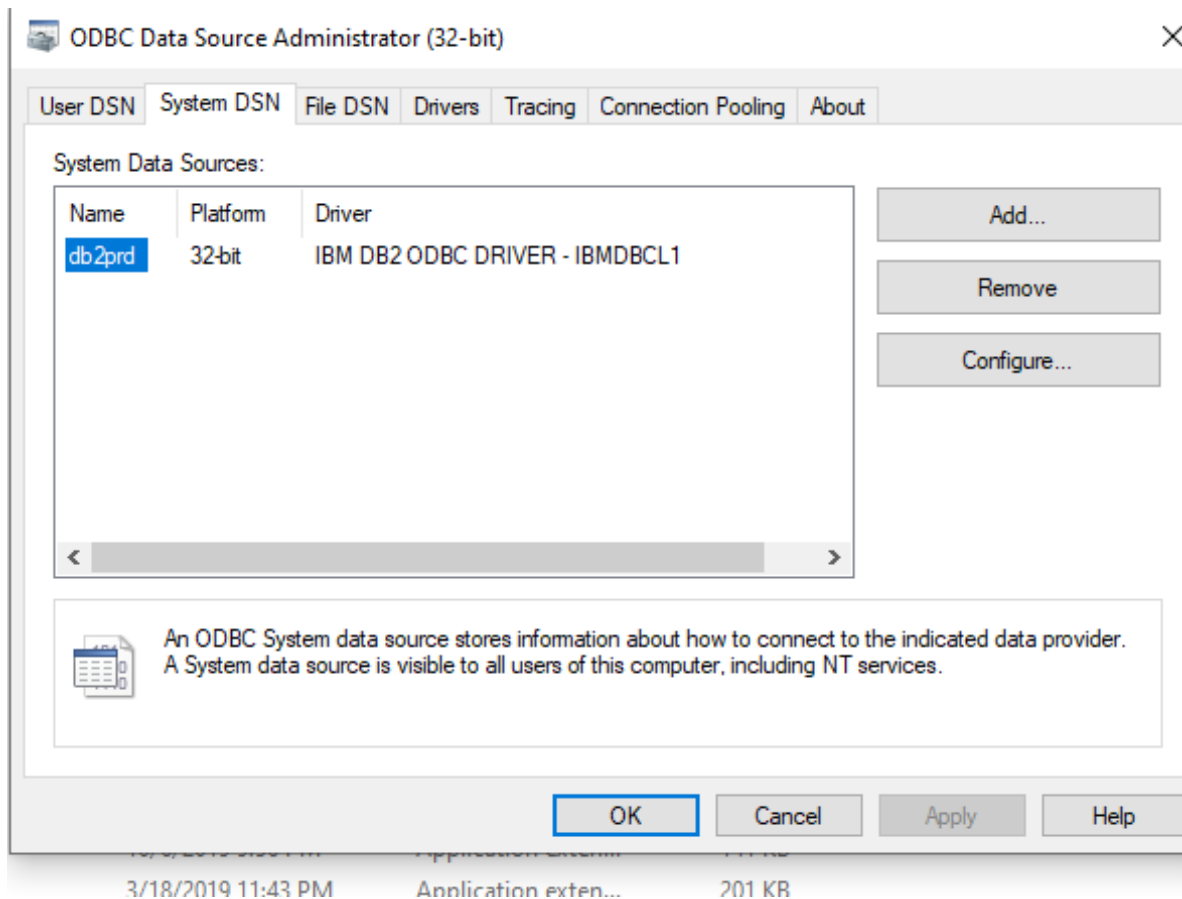 ODBC Data Source Administrator (32-bit)
User DSN System DSN File DSN Drivers Tracing Connection Pooling About
System Data Sources:
Name Platform Driver
db2prd 32-bit IBM DB2 ODBC DRIVER - IBMDBCL1
Add...
Remove
Configure...
An ODBC System data source stores information about how to connect to the indicated data provider.
A System data source is visible to all users of this computer, including NT services.
OK Cancel Apply Help
3/18/2019 11:43 PM Application exten... 201 KB